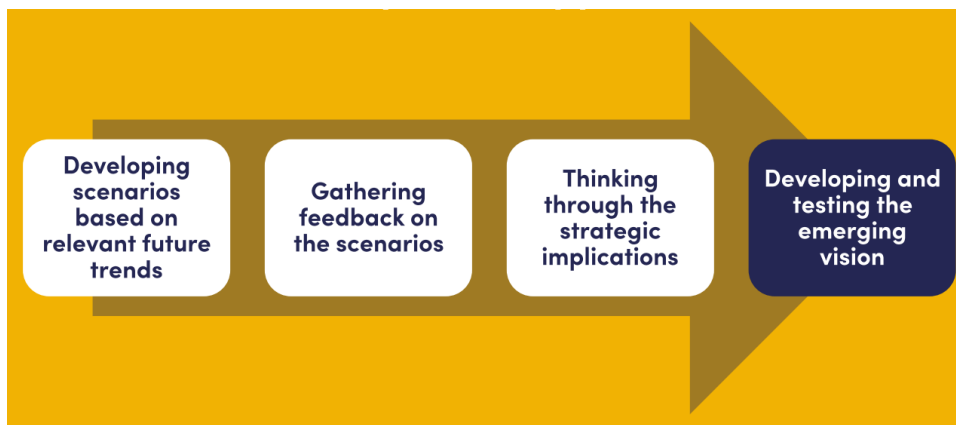 Developing
scenarios
based on
relevant future
trends
Gathering
feedback on
the scenarios
Thinking
through the
strategic
implications
Developing and
testing the
emerging
vision